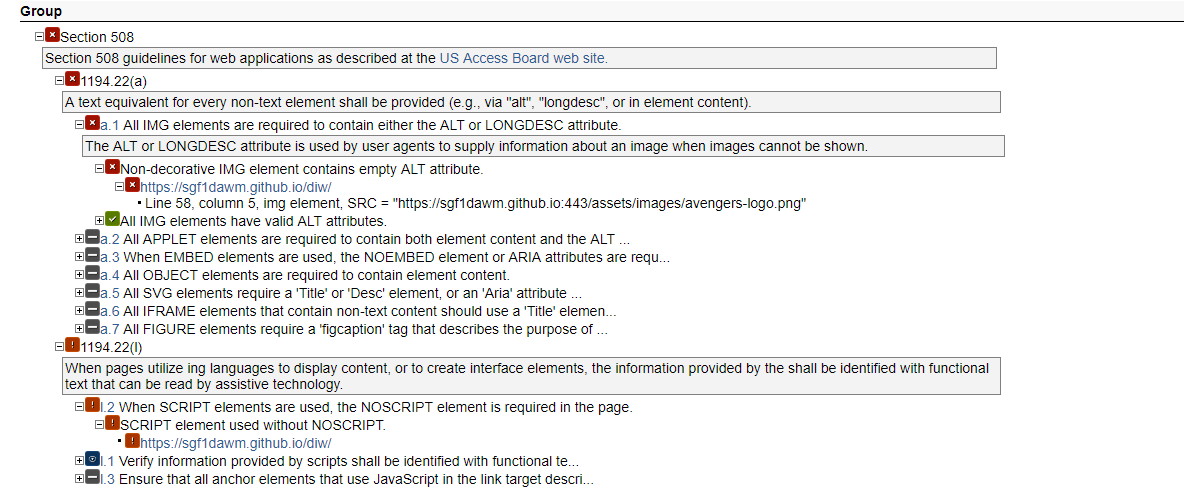 Group
Section 508
Section 508 guidelines for web applications as described at the US Access Board web site.
1194.22(a)
A text equivalent for every non-text element shall be provided (e.g., via "alt", "longdesc", or in element content).
a.1 All IMG elements are required to contain either the ALT or LONGDESC attribute.
The ALT or LONGDESC attribute is used by user agents to supply information about an image when images cannot be shown.
Non-decorative IMG element contains empty ALT attribute.
https://sgf1dawm.github.io/diw/
Line 58, column 5, img element, SRC = "https://sgf1dawm.github.io:443/assets/images/avengers-logo.png"
All IMG elements have valid ALT attributes.
a.2 All APPLET elements are required to contain both element content and the ALT ...
a.3 When EMBED elements are used, the NOEMBED element or ARIA attributes are requ...
a.4 All OBJECT elements are required to contain element content.
a.5 All SVG elements require a 'Title' or 'Desc' element, or an 'Aria' attribute ...
a.6 All IFRAME elements that contain non-text content should use a 'Title' elemen...
a.7 All FIGURE elements require a 'figcaption' tag that describes the purpose of ...
1194.22(l)
When pages utilize ing languages to display content, or to create interface elements, the information provided by the shall be identified with functional
text that can be read by assistive technology.
l.2 When SCRIPT elements are used, the NOSCRIPT element is required in the page.
SCRIPT element used without NOSCRIPT.
https://sgf1dawm.github.io/diw/
l.1 Verify information provided by scripts shall be identified with functional te...
l.3 Ensure that all anchor elements that use JavaScript in the link target descri...